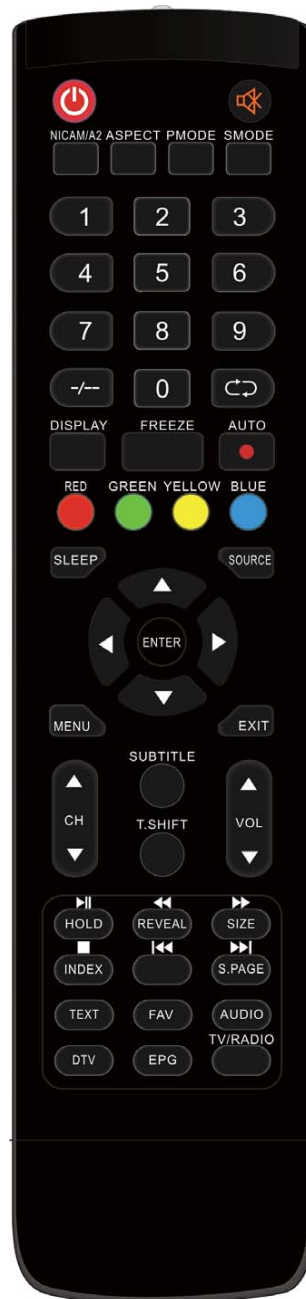 NICAM/A2 ASPECT PMODE SMODE
1 2 3
4 5 6
7 8 9
-/-- 0
DISPLAY FREEZE AUTO
RED GREEN YELLOW BLUE
SLEEP SOURCE
ENTER
MENU EXIT
SUBTITLE
CH T.SHIFT VOL
HOLD REVEAL SIZE
INDEX S.PAGE
TEXT FAV AUDIO
TV/RADIO
DTV EPG